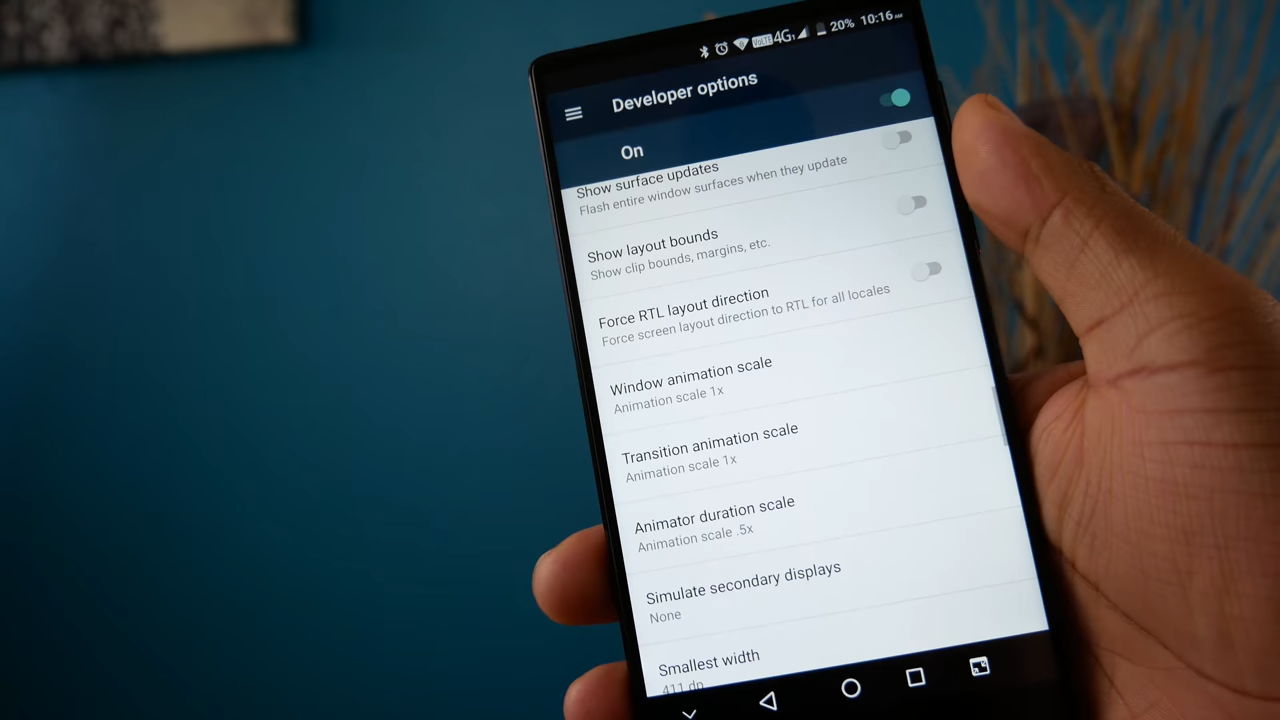 VoLTE 4G 20% 10:16 AM
Developer options
On
Show surface updates
Flash entire window surfaces when they update
Show layout bounds
Show clip bounds, margins, etc.
Force RTL layout direction
Force screen layout direction to RTL for all locales
Window animation scale
Animation scale 1x
Transition animation scale
Animation scale 1x
Animator duration scale
Animation scale .5x
Simulate secondary displays
None
Smallest width
411 dp